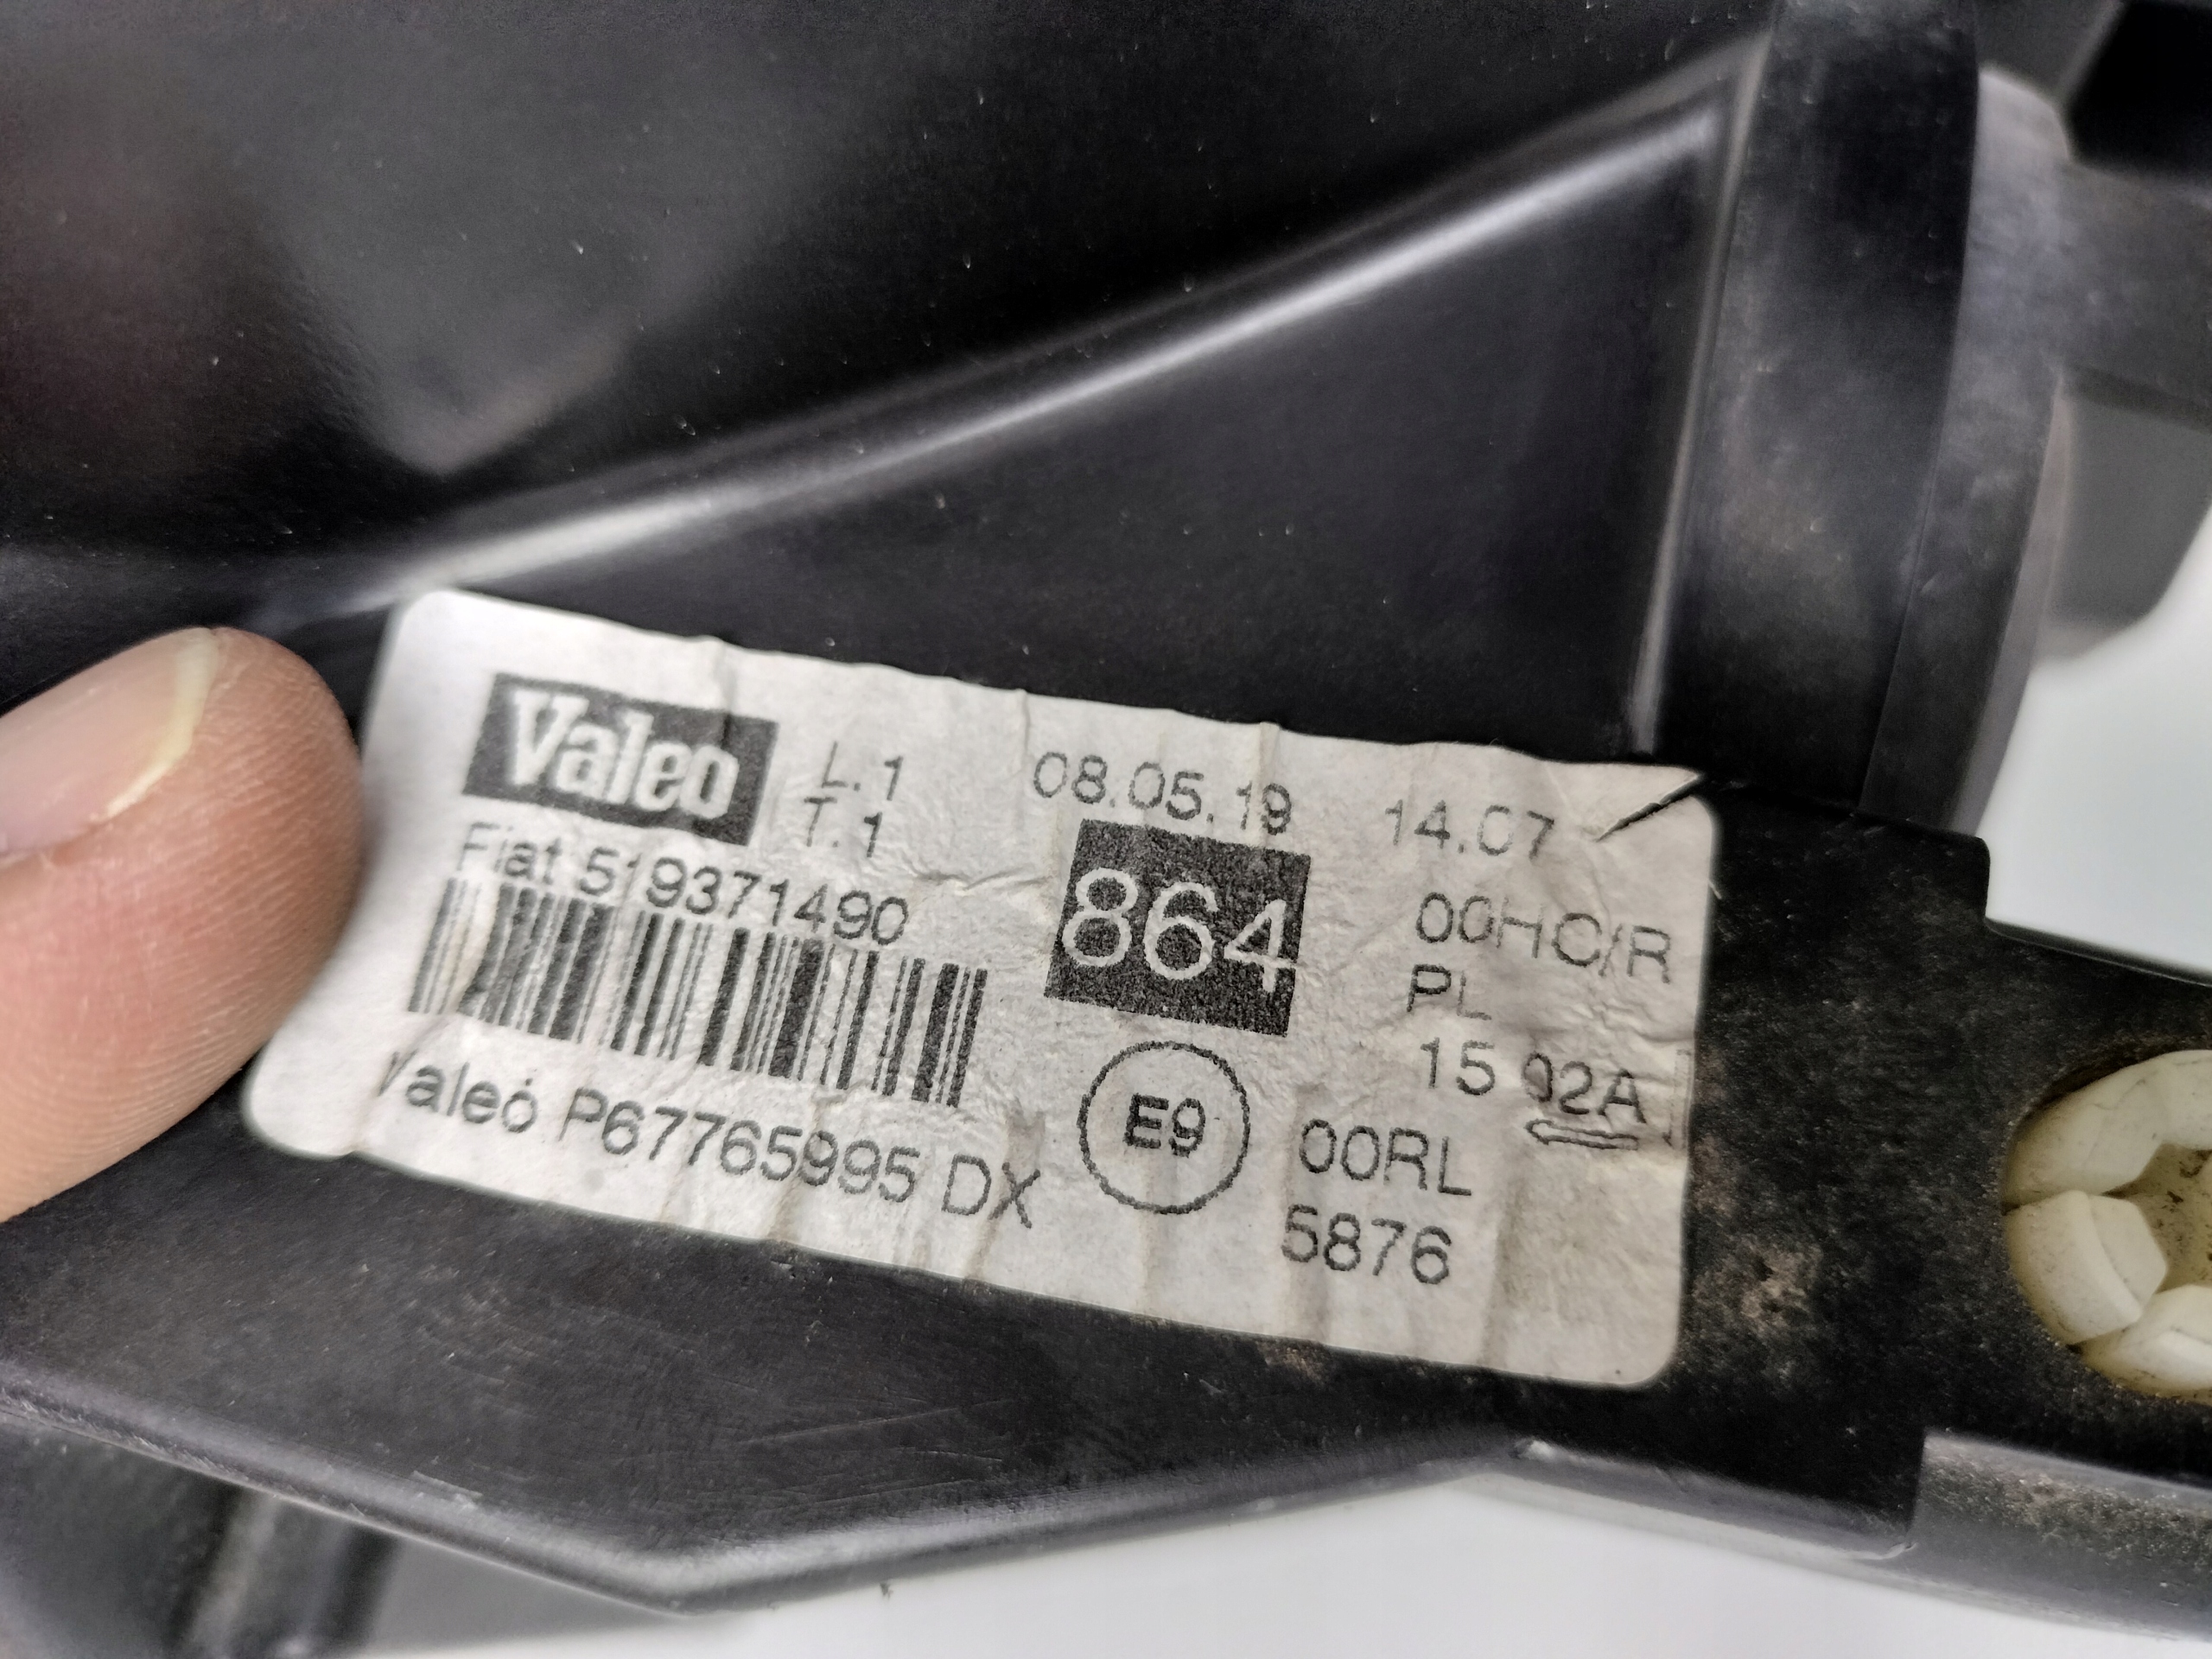 Valeo
L.1
T.1
08.05.19
14.07
Fiat 519371490
864
00HC/R
PL
15 02A
E9
00RL
5876
Valeo P67765995 DX